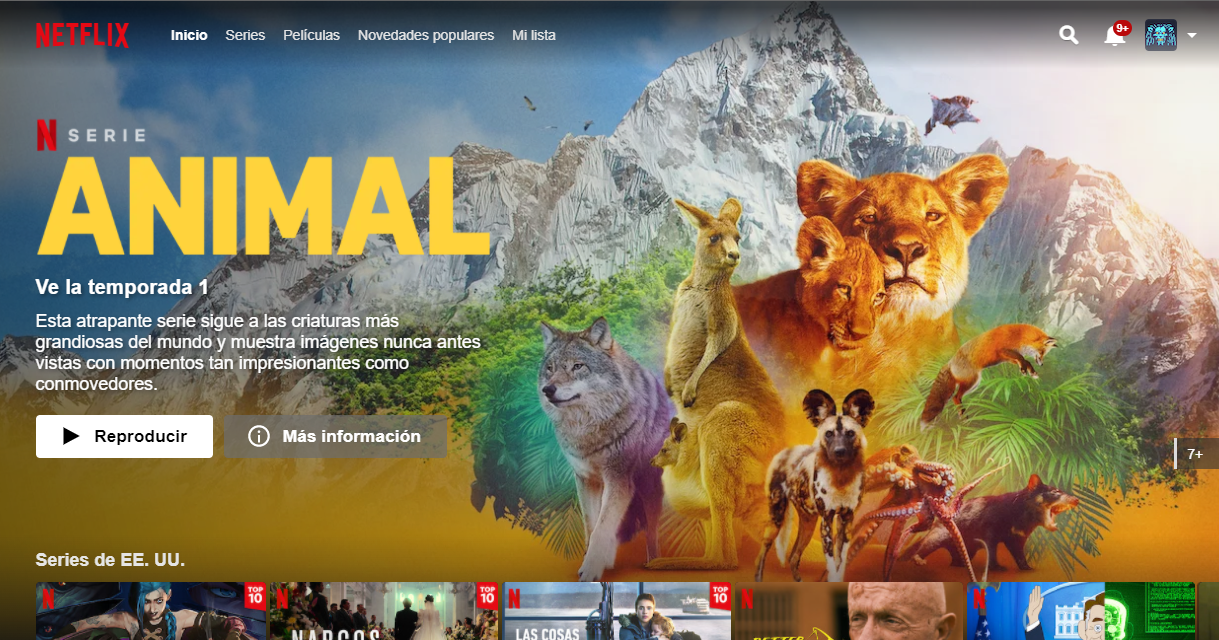 NETFLIX
Inicio Series Películas Novedades populares Mi lista
9+
N SERIE
ANIMAL
Ve la temporada 1
Esta atrapante serie sigue a las criaturas más
grandiosas del mundo y muestra imágenes nunca antes
vistas con momentos tan impresionantes como
conmovedores.
Reproducir
Más información
7+
Series de EE. UU.
N
TOP
10
N
NARCOS
TOP
10
N
LAS COSAS
TOP
10
N
BETTER
N